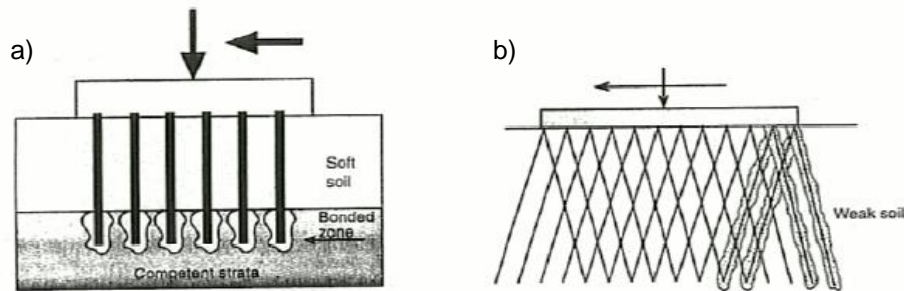 a)
b)
Soft
soil
Bonded
zone
Competent strata
Weak soil